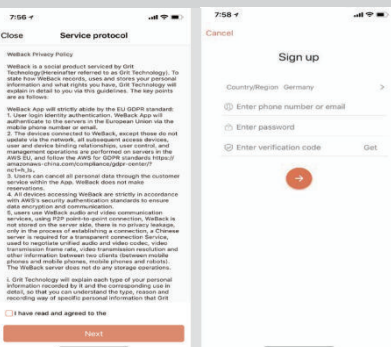 7:56
Close
Service protocol
WeBack Privacy Policy
WeBack is a social product serviced by Grit
Technology(Hereinafter referred to as Grit Technology). To
state how WeBack records, uses and stores your personal
information and what rights you have, Grit Technology will
explain in detail to you via this guidelines. The key points
are as follows.
WeBack App will strictly abide by the EU GDPR standard:
1. User login identity authentication. WeBack App will
authenticate to the servers in the European Union via the
mobile phone number or email.
2. The devices connected to WeBack, except those do not
update via the network, all subsequent access devices,
user and device binding relationships, user control, and
management operations are performed on servers in the
AWS EU, and follow the AWS for GDPR standards https://
amazonaws-china.com/compliance/gdpr-center/?
nc1=h_ls,
3. Users can cancel all personal data through the customer
service within the App. WeBack does not make
reservations.
4. All devices accessing WeBack are strictly in accordance
with AWS's security authentication standards to ensure
data encryption and communication.
5, users use WeBack audio and video communication
services, using P2P point-to-point connection, WeBack is
not stored on the server side, there is no privacy leakage,
only in the process of establishing a connection, a Chinese
server is required for a transparent connection Service,
used to negotiate unified audio and video codec, video
transmission frame rate, video transmission resolution and
other information between two clients (between mobile
phones and mobile phones, mobile phones and robots).
The WeBack server does not do any storage operations.
i. Grit Technology will explain each type of your personal
information recorded by it and the corresponding use in
detail, so that you can understand the type, reason and
recording way of specific personal information that Grit
I have read and agreed to the
Next
7:58
Cancel
Sign up
Country/Region Germany
Enter phone number or email
Enter password
Enter verification code Get